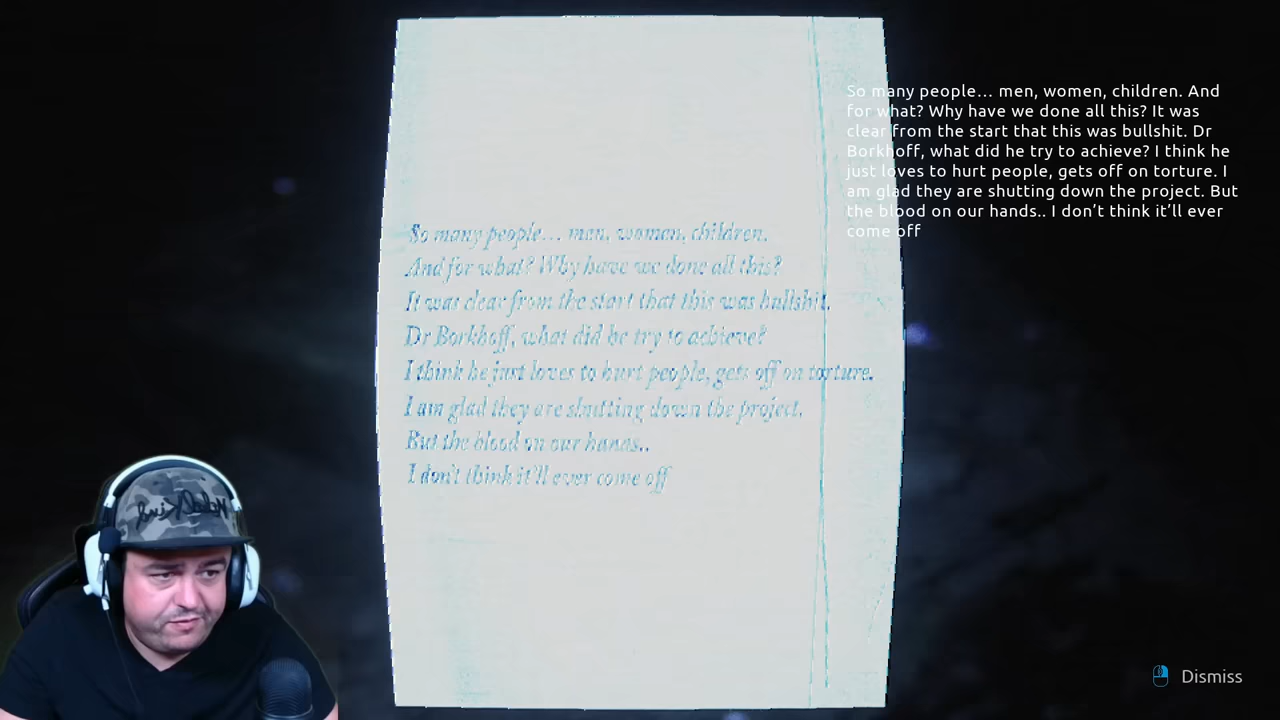 So many people… men, women, children.
And for what? Why have we done all this?
It was clear from the start that this was bullshit.
Dr Borkhoff, what did he try to achieve?
I think he just loves to hurt people, gets off on torture.
I am glad they are shutting down the project.
But the blood on our hands..
I don't think it'll ever come off
So many people… men, women, children. And
for what? Why have we done all this? It was
clear from the start that this was bullshit. Dr
Borkhoff, what did he try to achieve? I think he
just loves to hurt people, gets off on torture. I
am glad they are shutting down the project. But
the blood on our hands.. I don’t think it’ll ever
come off
Dismiss